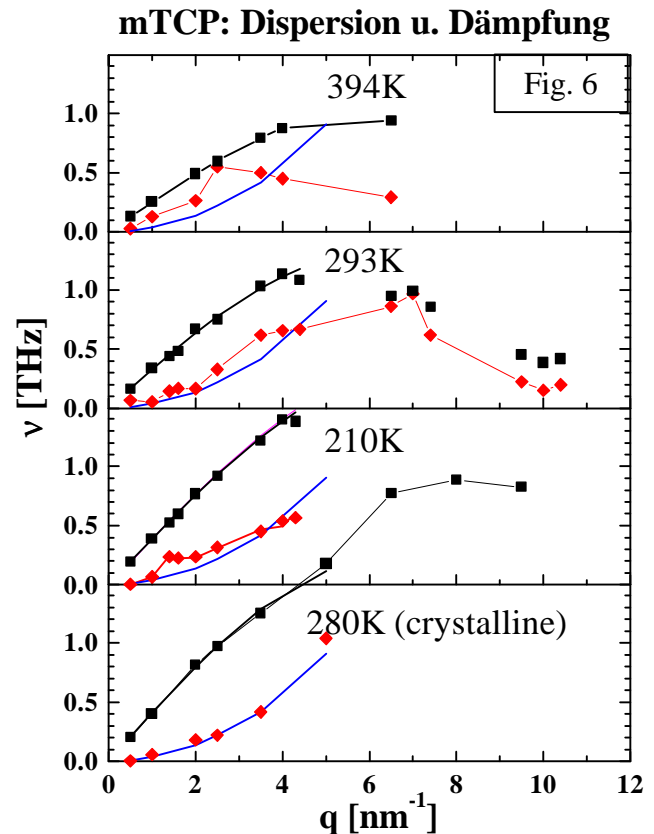 mTCP: Dispersion u. Dämpfung
Fig. 6
394K
1.0
0.5
0.0
293K
1.0
0.5
0.0
ν [THz]
210K
1.0
0.5
0.0
280K (crystalline)
1.0
0.5
0.0
0 2 4 6 8 10 12
q [nm⁻¹]